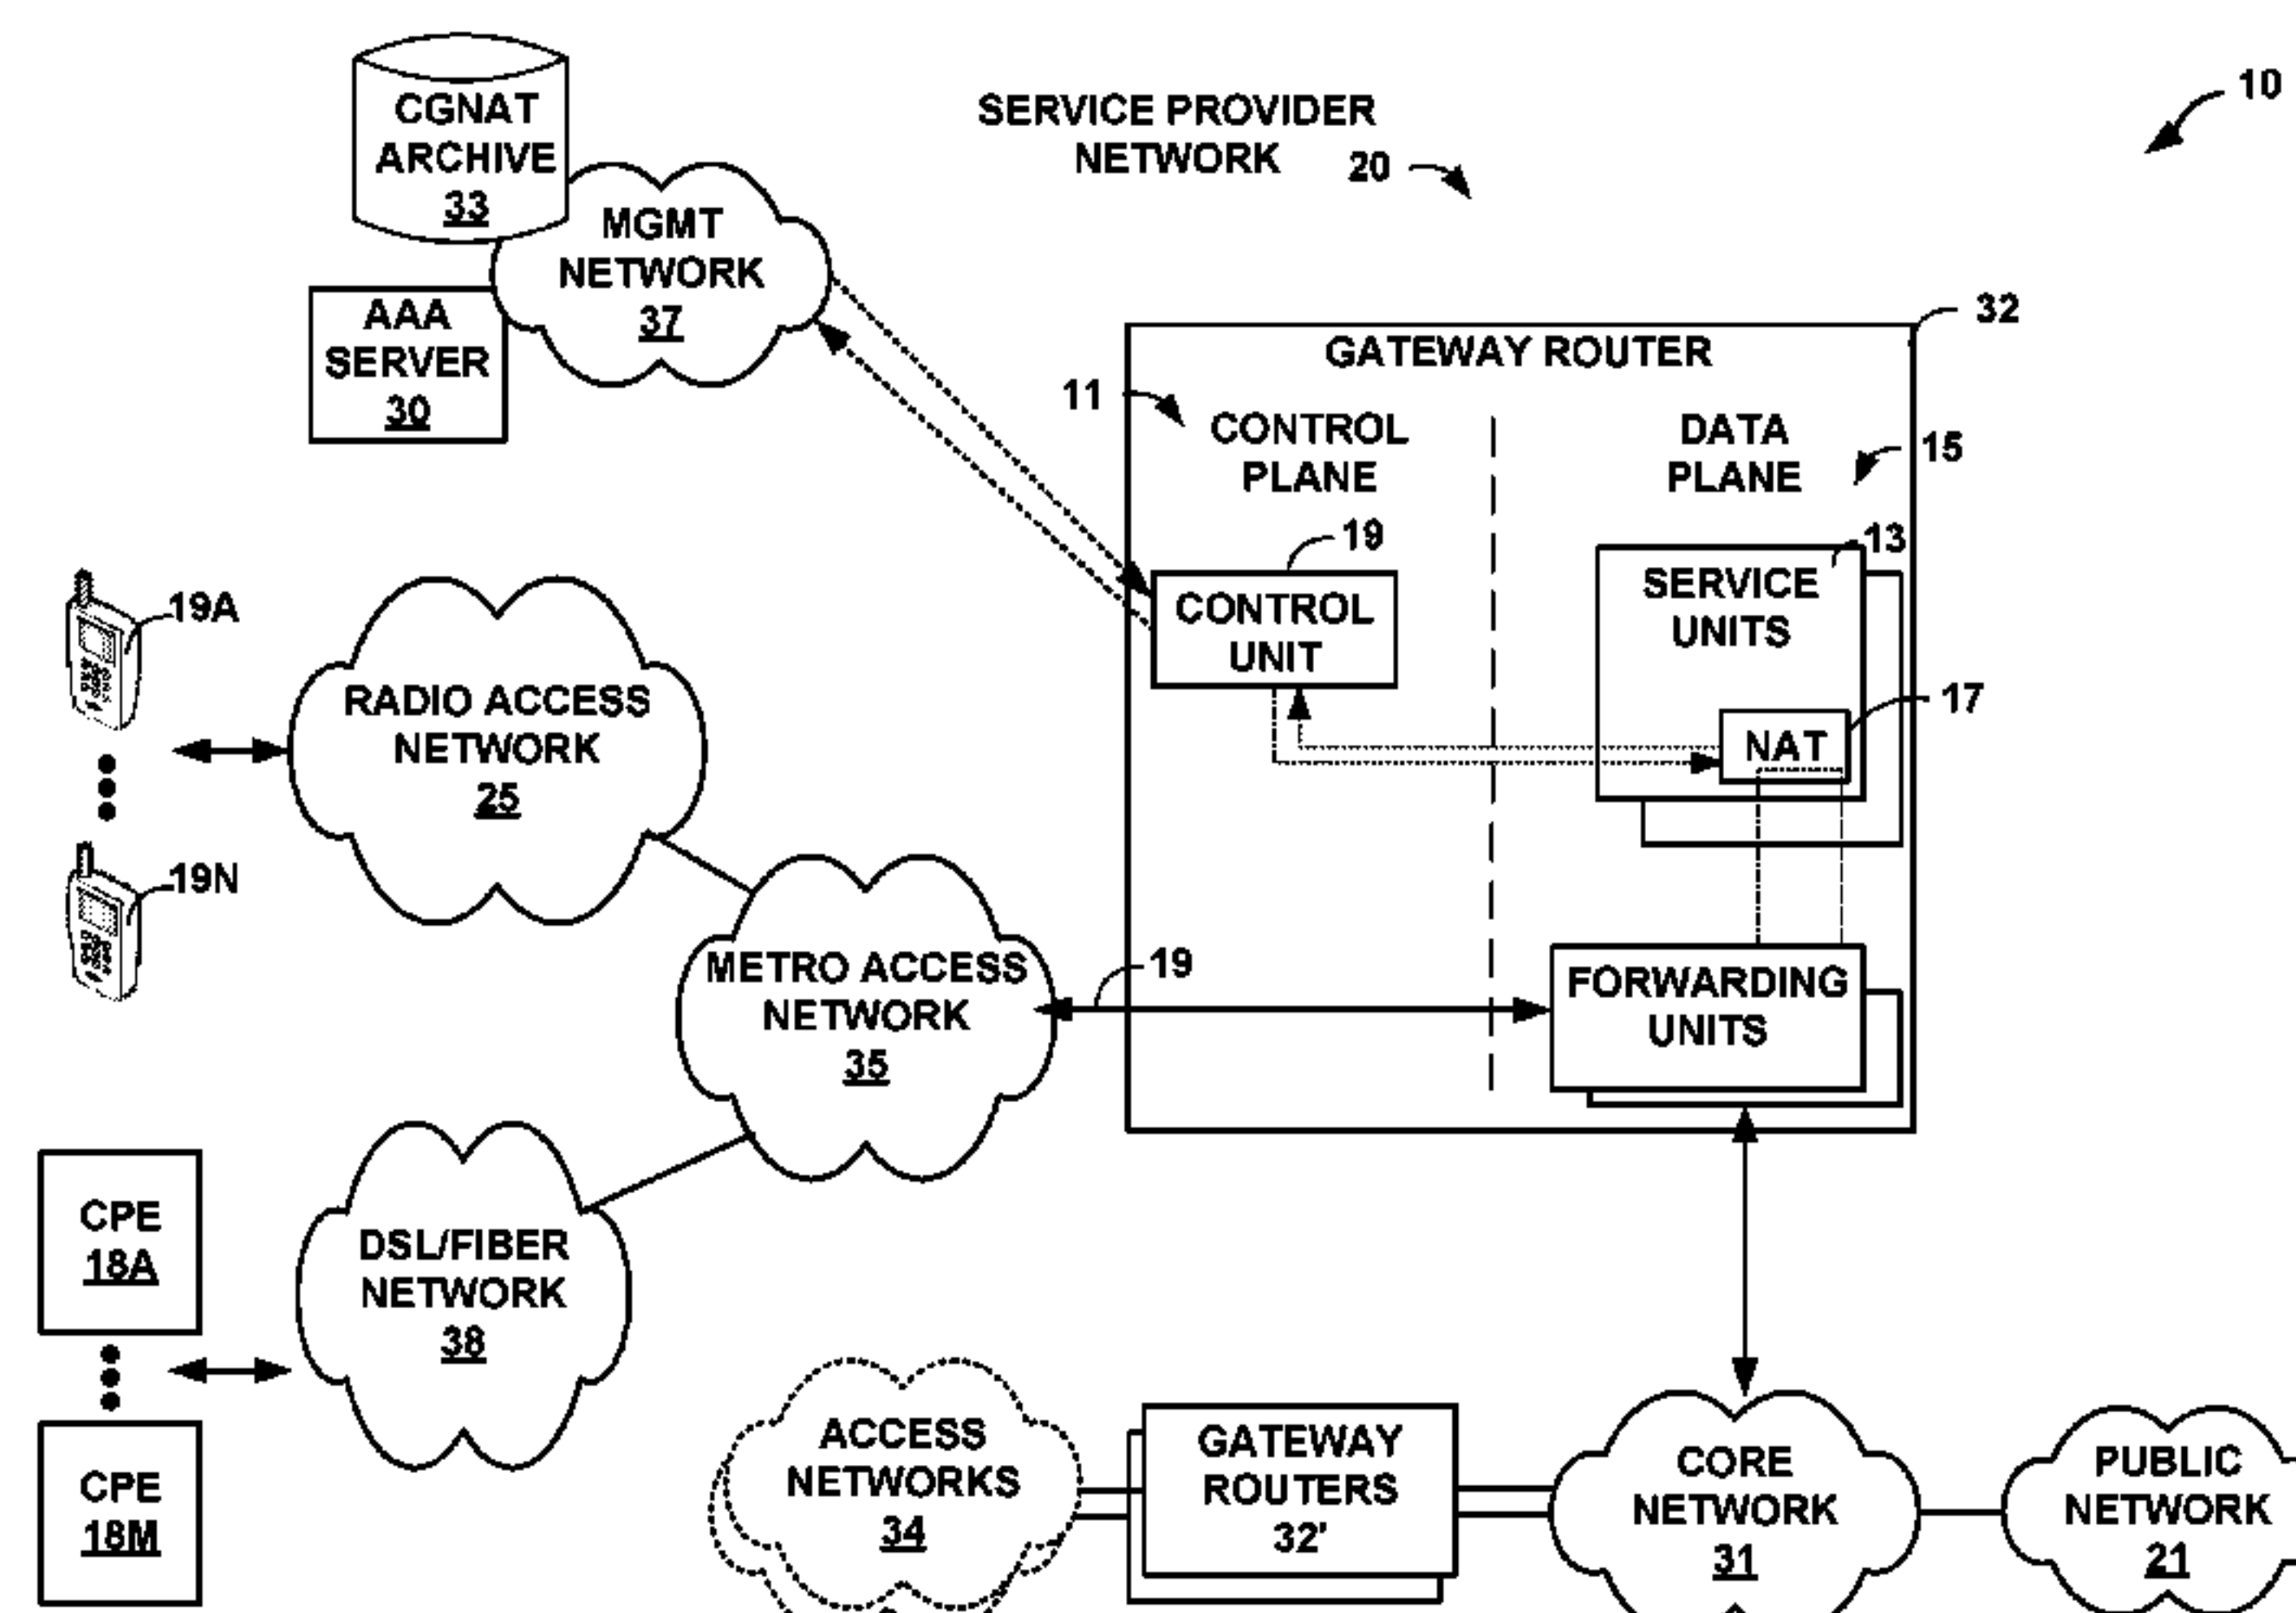 10
CGNAT
ARCHIVE
33
SERVICE PROVIDER
NETWORK
20
MGMT
NETWORK
37
AAA
SERVER
30
32
GATEWAY ROUTER
11
CONTROL
PLANE
DATA
PLANE
15
19
CONTROL
UNIT
13
SERVICE
UNITS
17
NAT
19A
19N
RADIO ACCESS
NETWORK
25
METRO ACCESS
NETWORK
35
19
FORWARDING
UNITS
CPE
18A
CPE
18M
DSL/FIBER
NETWORK
38
ACCESS
NETWORKS
34
GATEWAY
ROUTERS
32'
CORE
NETWORK
31
PUBLIC
NETWORK
21